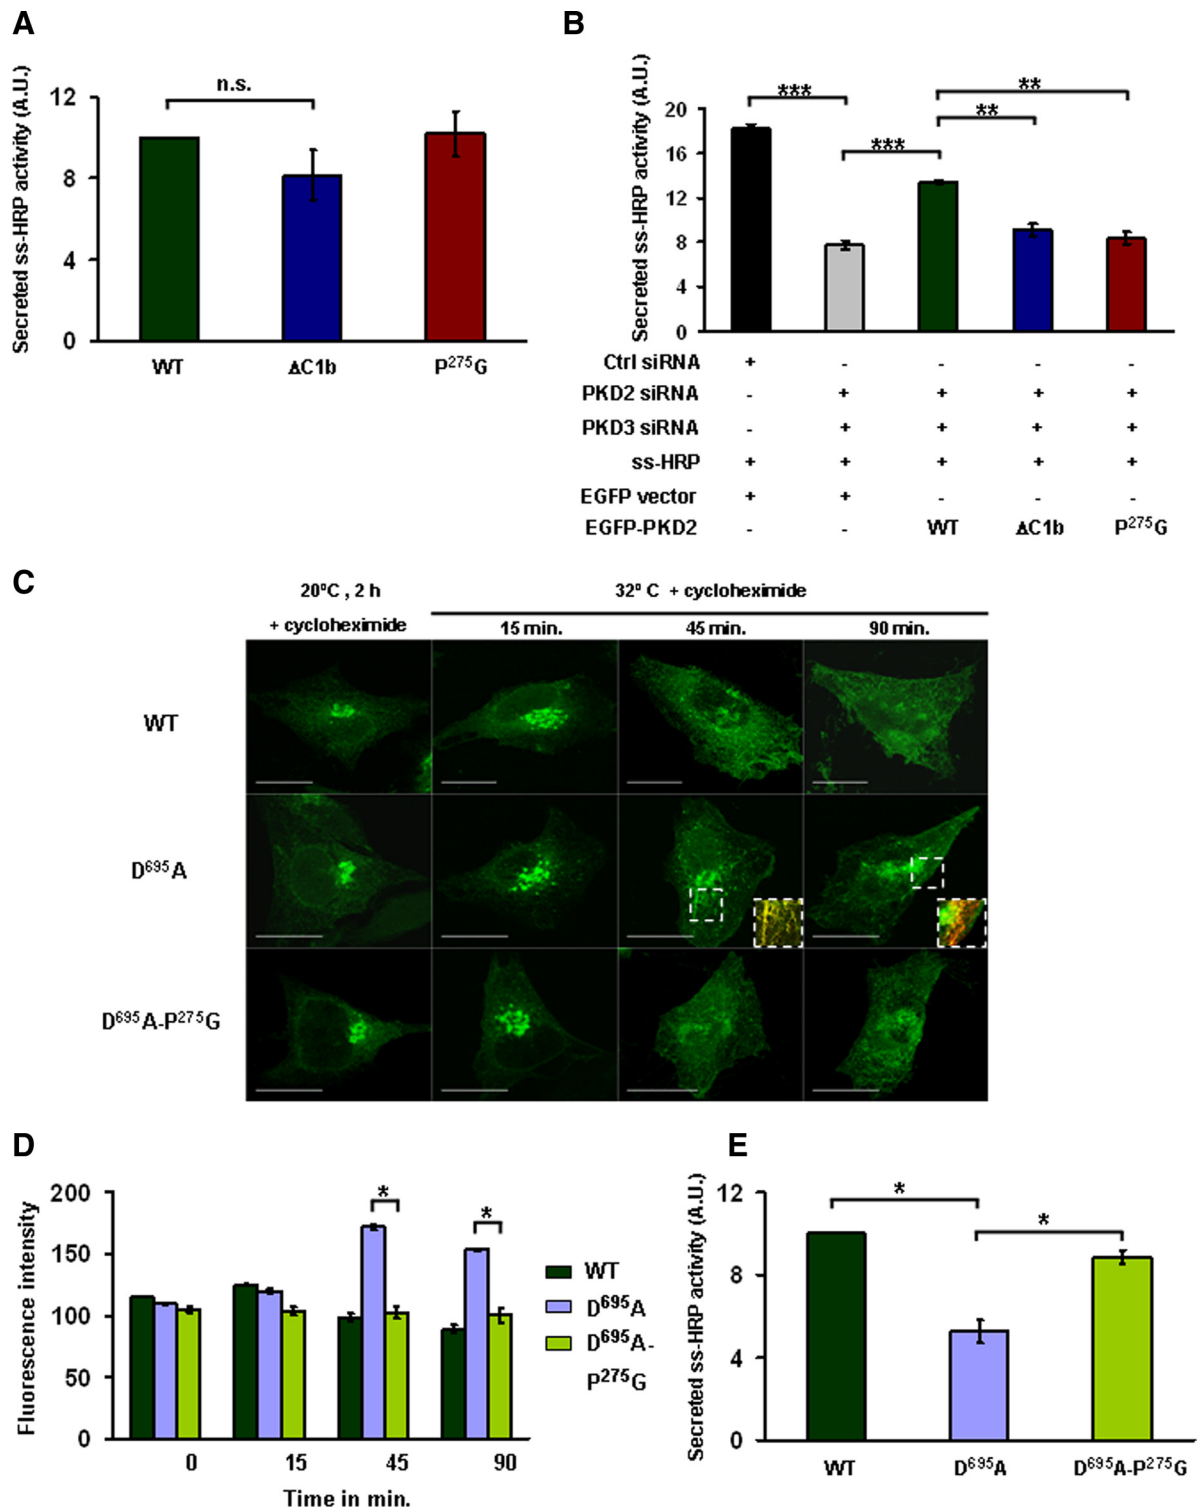 A
Secreted ss-HRP activity (A.U.)
12
8
4
0
n.s.
WT ΔC1b P²⁷⁵G
B
Secreted ss-HRP activity (A.U.)
20
16
12
8
4
0
***
***
**
**
Ctrl siRNA + - - - -
PKD2 siRNA - + + + +
PKD3 siRNA - + + + +
ss-HRP + + + + +
EGFP vector + + - - -
EGFP-PKD2 - - WT ΔC1b P²⁷⁵G
C
20ºC , 2 h
+ cycloheximide
32º C + cycloheximide
15 min. 45 min. 90 min.
WT
D⁶⁹⁵A
D⁶⁹⁵A-P²⁷⁵G
D
Fluorescence intensity
200
150
100
50
0
*
*
0 15 45 90
Time in min.
WT
D⁶⁹⁵A
D⁶⁹⁵A-
P²⁷⁵G
E
Secreted ss-HRP activity (A.U.)
12
8
4
0
*
*
WT D⁶⁹⁵A D⁶⁹⁵A-P²⁷⁵G